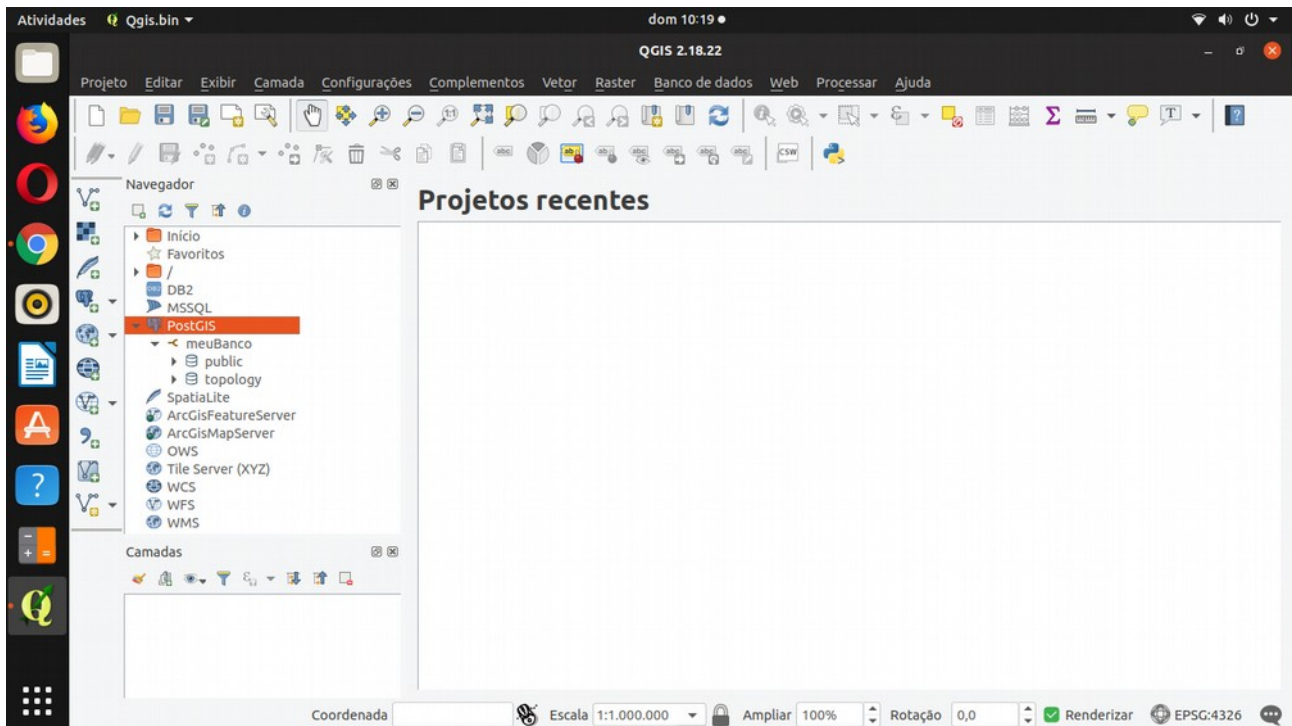 Atividades Qgis.bin dom 10:19
QGIS 2.18.22
Projeto Editar Exibir Camada Configurações Complementos Vetor Raster Banco de dados Web Processar Ajuda
abc CSW
Navegador
Projetos recentes
Início
Favoritos
/
DB2
MSSQL
PostGIS
meuBanco
public
topology
SpatiaLite
ArcGisFeatureServer
ArcGisMapServer
OWS
Tile Server (XYZ)
WCS
WFS
WMS
Camadas
Coordenada Escala 1:1.000.000 Ampliar 100% Rotação 0,0 Renderizar EPSG:4326